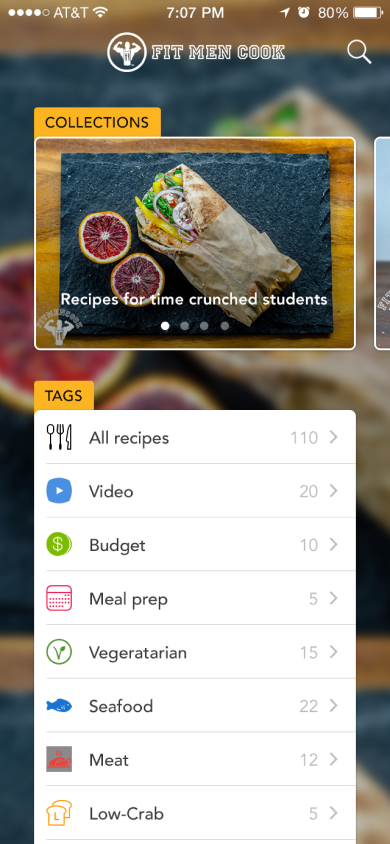 AT&T 7:07 PM 80%
FIT MEN COOK
COLLECTIONS
Recipes for time crunched students
FITMENCOOK
TAGS
All recipes 110
Video 20
$ Budget 10
Meal prep 5
Vegeratarian 15
Seafood 22
Meat 12
L Low-Crab 5